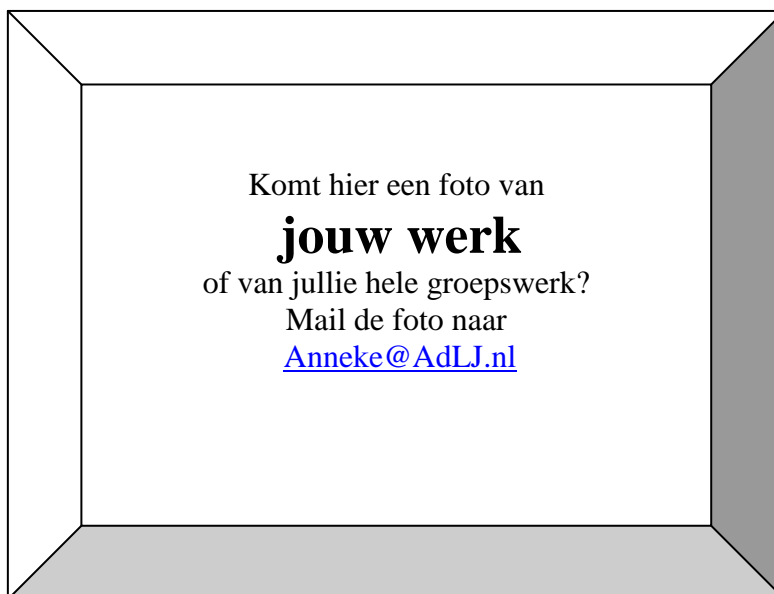 Komt hier een foto van
jouw werk
of van jullie hele groepswerk?
Mail de foto naar
Anneke@AdLJ.nl